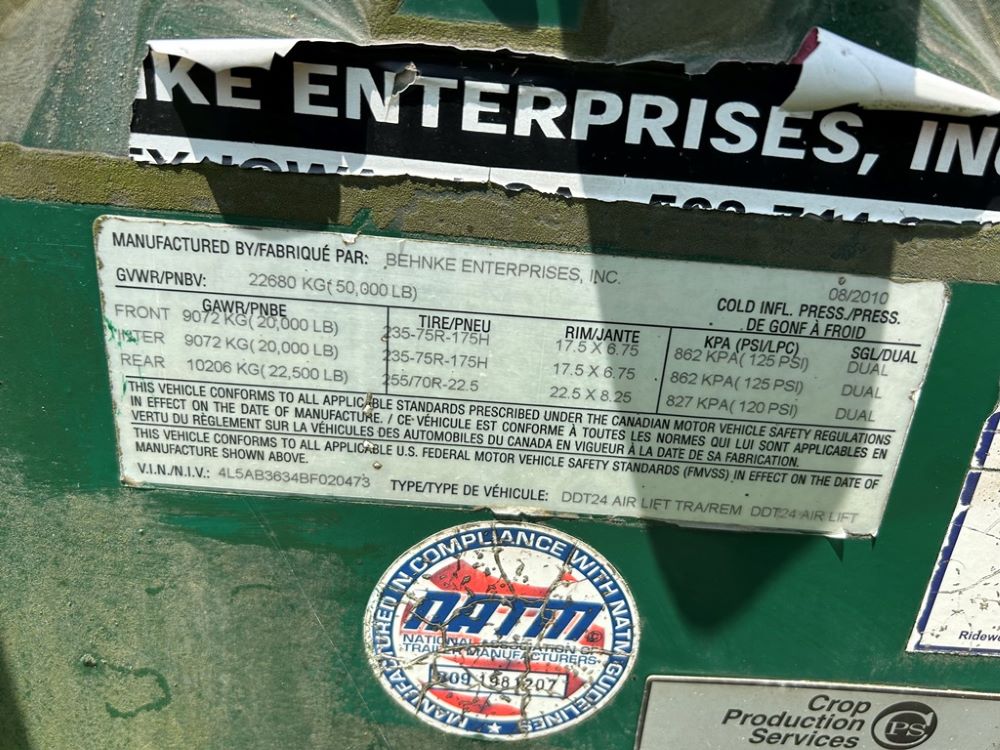 KE ENTERPRISES, IN
MANUFACTURED BY/FABRIQUÉ PAR: BEHNKE ENTERPRISES, INC.
08/2010
GVWR/PNBV: 22680 KG( 50,000 LB)
COLD INFL. PRESS./PRESS.
DE GONF À FROID
GAWR/PNBE TIRE/PNEU RIM/JANTE KPA (PSI/LPC) SGL/DUAL
FRONT 9072 KG( 20,000 LB) 235-75R-175H 17.5 X 6.75 862 KPA( 125 PSI) DUAL
INTER 9072 KG( 20,000 LB) 235-75R-175H 17.5 X 6.75 862 KPA( 125 PSI) DUAL
REAR 10206 KG( 22,500 LB) 255/70R-22.5 22.5 X 8.25 827 KPA( 120 PSI) DUAL
THIS VEHICLE CONFORMS TO ALL APPLICABLE STANDARDS PRESCRIBED UNDER THE CANADIAN MOTOR VEHICLE SAFETY REGULATIONS
IN EFFECT ON THE DATE OF MANUFACTURE. / CE VÉHICULE EST CONFORME À TOUTES LES NORMES QUI LUI SONT APPLICABLES EN
VERTU DU RÈGLEMENT SUR LA VÉHICULES DES AUTOMOBILES DU CANADA EN VIGUEUR À LA DATE DE SA FABRICATION.
THIS VEHICLE CONFORMS TO ALL APPLICABLE U.S. FEDERAL MOTOR VEHICLE SAFETY STANDARDS (FMVSS) IN EFFECT ON THE DATE OF
MANUFACTURE SHOWN ABOVE.
V.I.N./N.I.V.: 4L5AB3634BF020473 TYPE/TYPE DE VÉHICULE: DDT24 AIR LIFT TRA/REM DDT24 AIR LIFT
MANUFACTURED IN COMPLIANCE WITH NATM GUIDELINES
NATM
NATIONAL ASSOCIATION OF
TRAILER MANUFACTURERS
809 1981207
Ridew
Crop
Production
Services
CPS